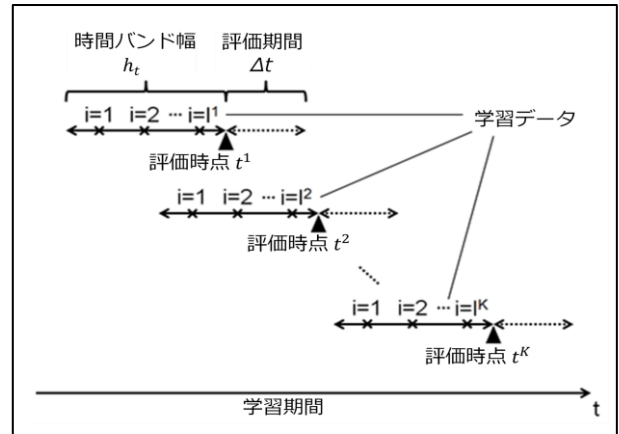 時間バンド幅 評価期間
h_t Δt
i=1 i=2 … i=I¹
学習データ
評価時点 t¹
i=1 i=2 … i=I²
評価時点 t²
i=1 i=2 … i=Iᴷ
評価時点 tᴷ
学習期間 t